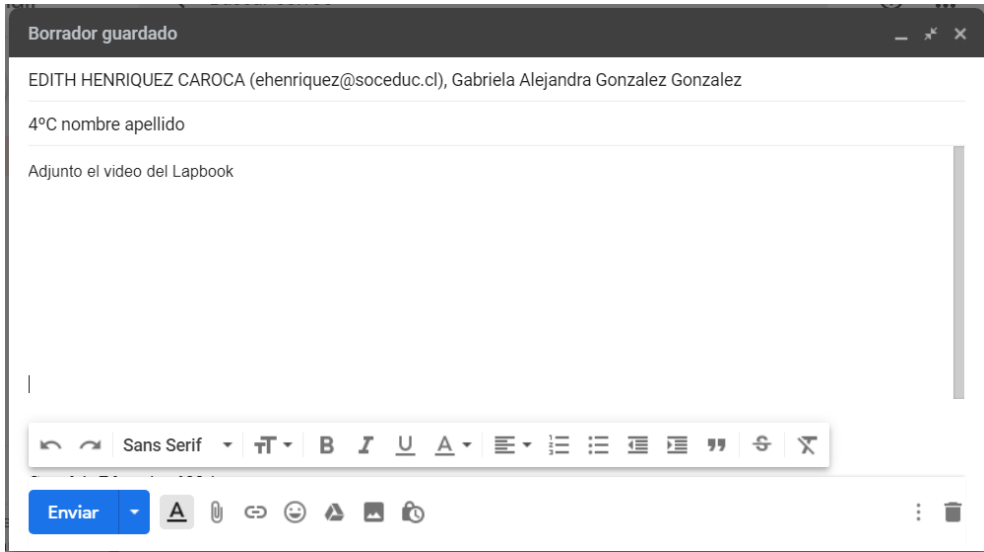 Borrador guardado
EDITH HENRIQUEZ CAROCA (ehenriquez@soceduc.cl), Gabriela Alejandra Gonzalez Gonzalez
4ºC nombre apellido
Adjunto el video del Lapbook
Sans Serif
Enviar